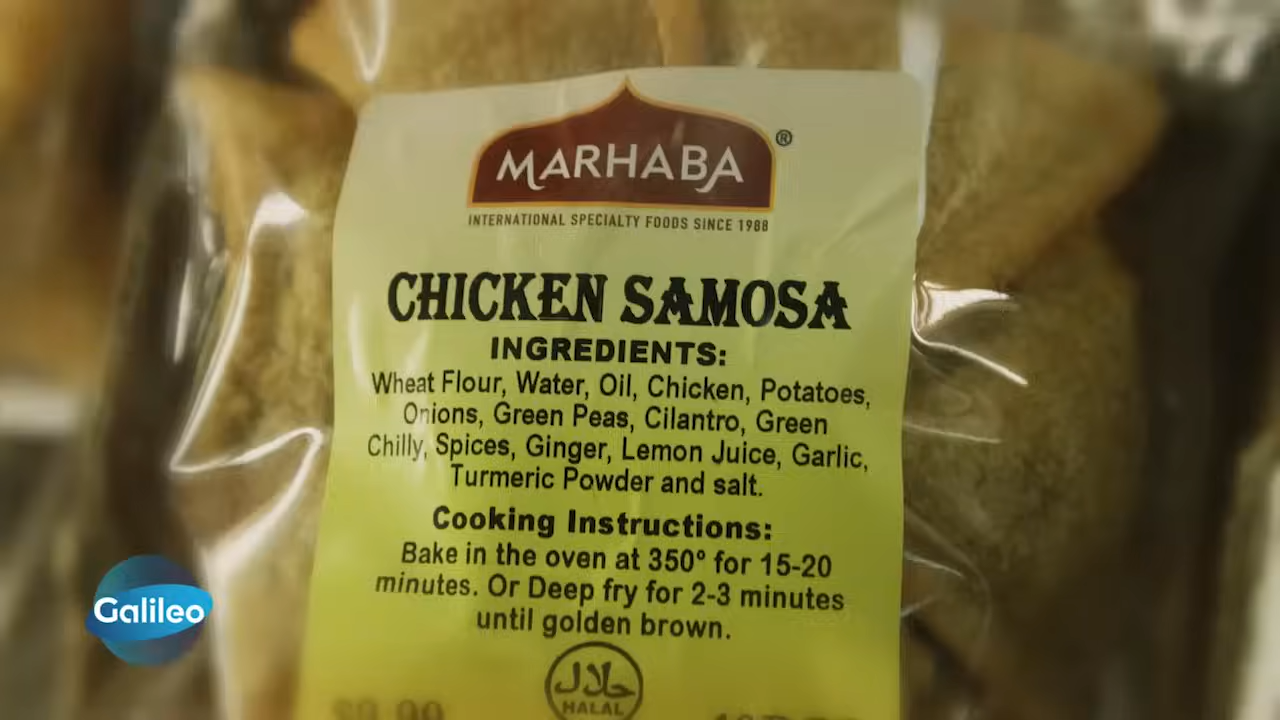 MARHABA®
INTERNATIONAL SPECIALTY FOODS SINCE 1988
CHICKEN SAMOSA
INGREDIENTS:
Wheat Flour, Water, Oil, Chicken, Potatoes,
Onions, Green Peas, Cilantro, Green
Chilly, Spices, Ginger, Lemon Juice, Garlic,
Turmeric Powder and salt.
Cooking Instructions:
Bake in the oven at 350° for 15-20
minutes. Or Deep fry for 2-3 minutes
until golden brown.
Galileo
حلال
HALAL